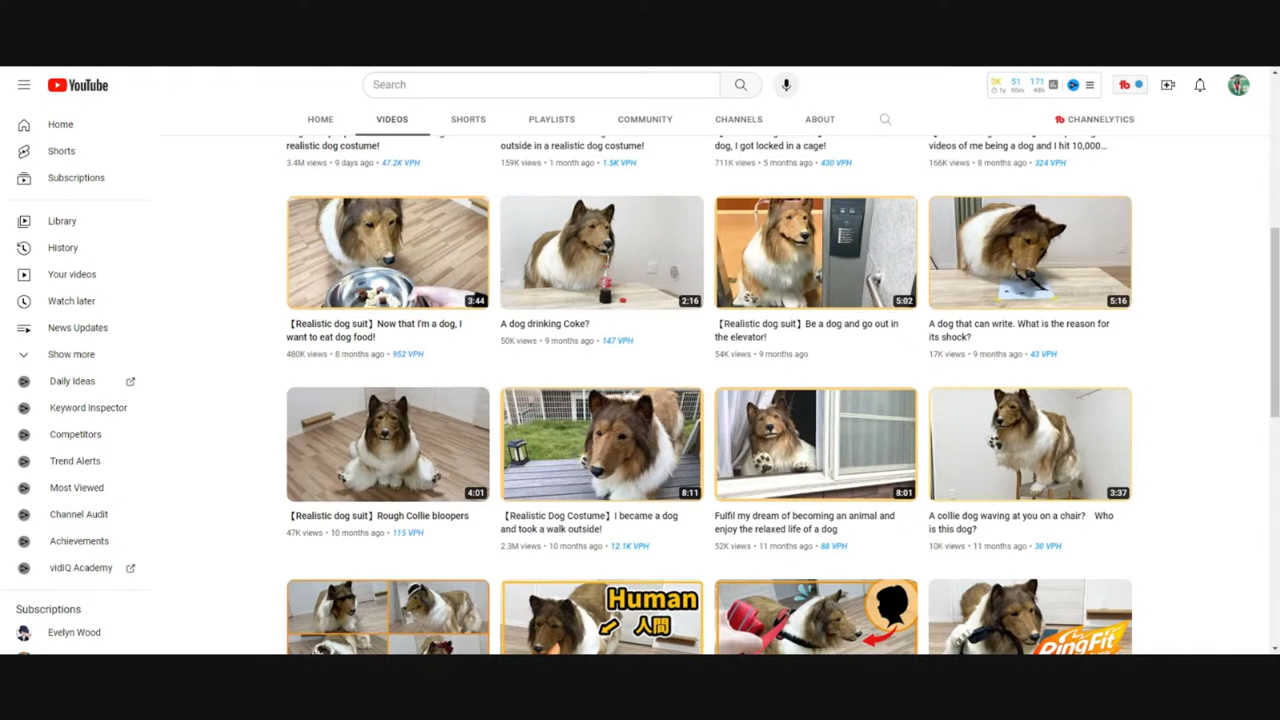 YouTube
Search
3K 51 171
1y 60m 48h
HOME VIDEOS SHORTS PLAYLISTS COMMUNITY CHANNELS ABOUT
CHANNELYTICS
Home
Shorts
Subscriptions
Library
History
Your videos
Watch later
News Updates
Show more
Daily Ideas
Keyword Inspector
Competitors
Trend Alerts
Most Viewed
Channel Audit
Achievements
vidIQ Academy
Subscriptions
Evelyn Wood
realistic dog costume!
3.4M views • 9 days ago • 47.2K VPH
outside in a realistic dog costume!
159K views • 1 month ago • 1.5K VPH
dog, I got locked in a cage!
711K views • 5 months ago • 430 VPH
videos of me being a dog and I hit 10,000...
166K views • 8 months ago • 324 VPH
3:44
【Realistic dog suit】Now that I'm a dog, I
want to eat dog food!
480K views • 8 months ago • 952 VPH
2:16
A dog drinking Coke?
50K views • 9 months ago • 147 VPH
5:02
【Realistic dog suit】Be a dog and go out in
the elevator!
54K views • 9 months ago
5:16
A dog that can write. What is the reason for
its shock?
17K views • 9 months ago • 43 VPH
4:01
【Realistic dog suit】Rough Collie bloopers
47K views • 10 months ago • 115 VPH
8:11
【Realistic Dog Costume】I became a dog
and took a walk outside!
2.3M views • 10 months ago • 12.1K VPH
8:01
Fulfil my dream of becoming an animal and
enjoy the relaxed life of a dog
52K views • 11 months ago • 88 VPH
3:37
A collie dog waving at you on a chair? Who
is this dog?
10K views • 11 months ago • 30 VPH
Human
人間
RingFit